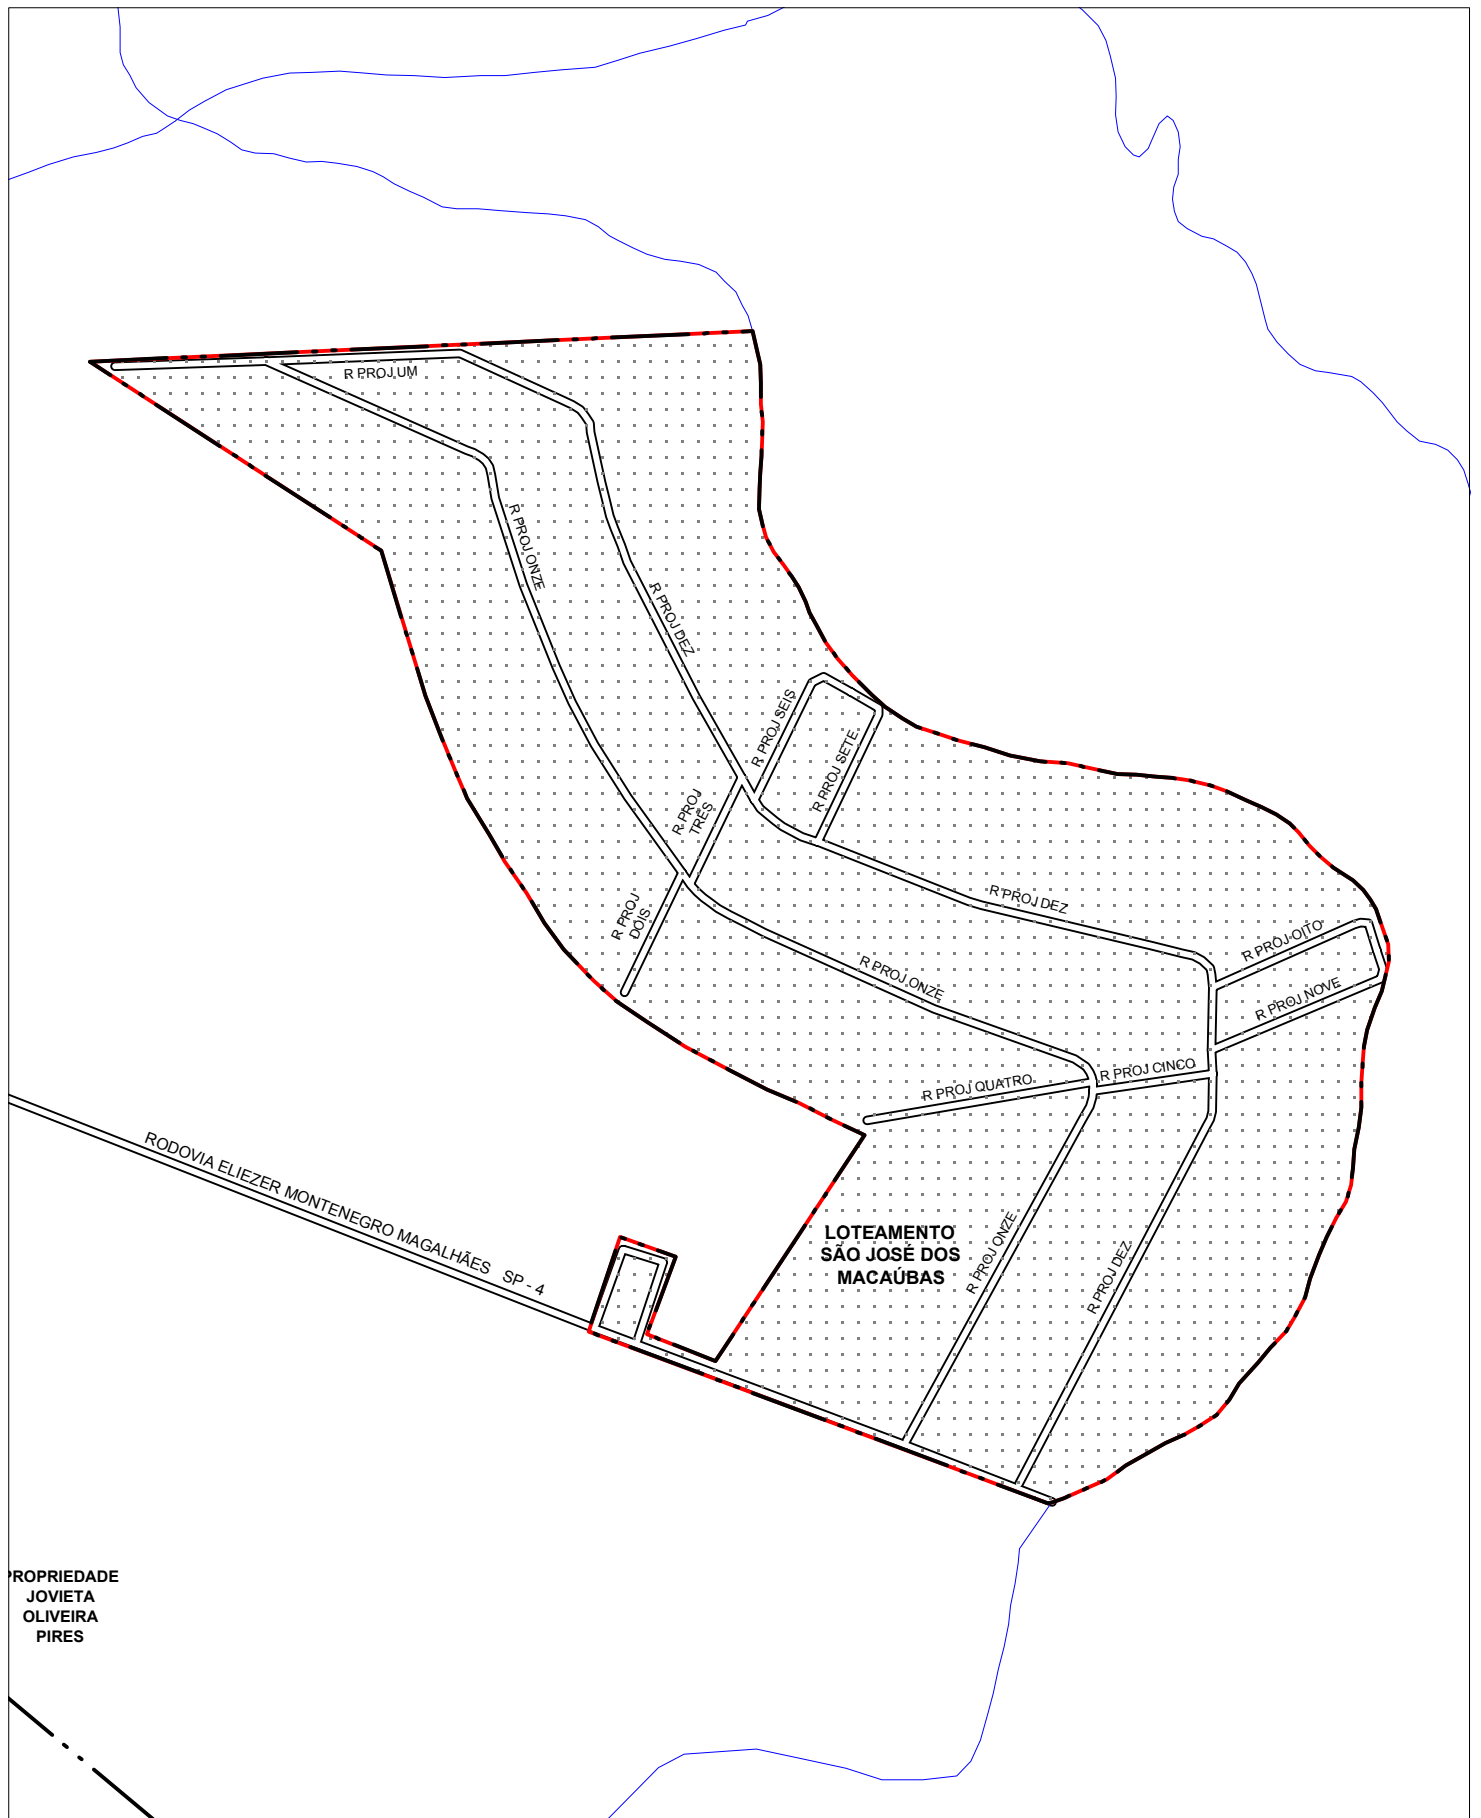 R PROJ UM
R PROJ ONZE
R PROJ DEZ
R PROJ SEIS
R PROJ SETE
R PROJ
TRÊS
R PROJ
DOIS
R PROJ DEZ
R PROJ OITO
R PROJ ONZE
R PROJ NOVE
R PROJ CINCO
R PROJ QUATRO
RODOVIA ELIEZER MONTENEGRO MAGALHÃES SP - 4
LOTEAMENTO
SÃO JOSÉ DOS
MACAÚBAS
R PROJ ONZE
R PROJ DEZ
PROPRIEDADE
JOVIETA
OLIVEIRA
PIRES